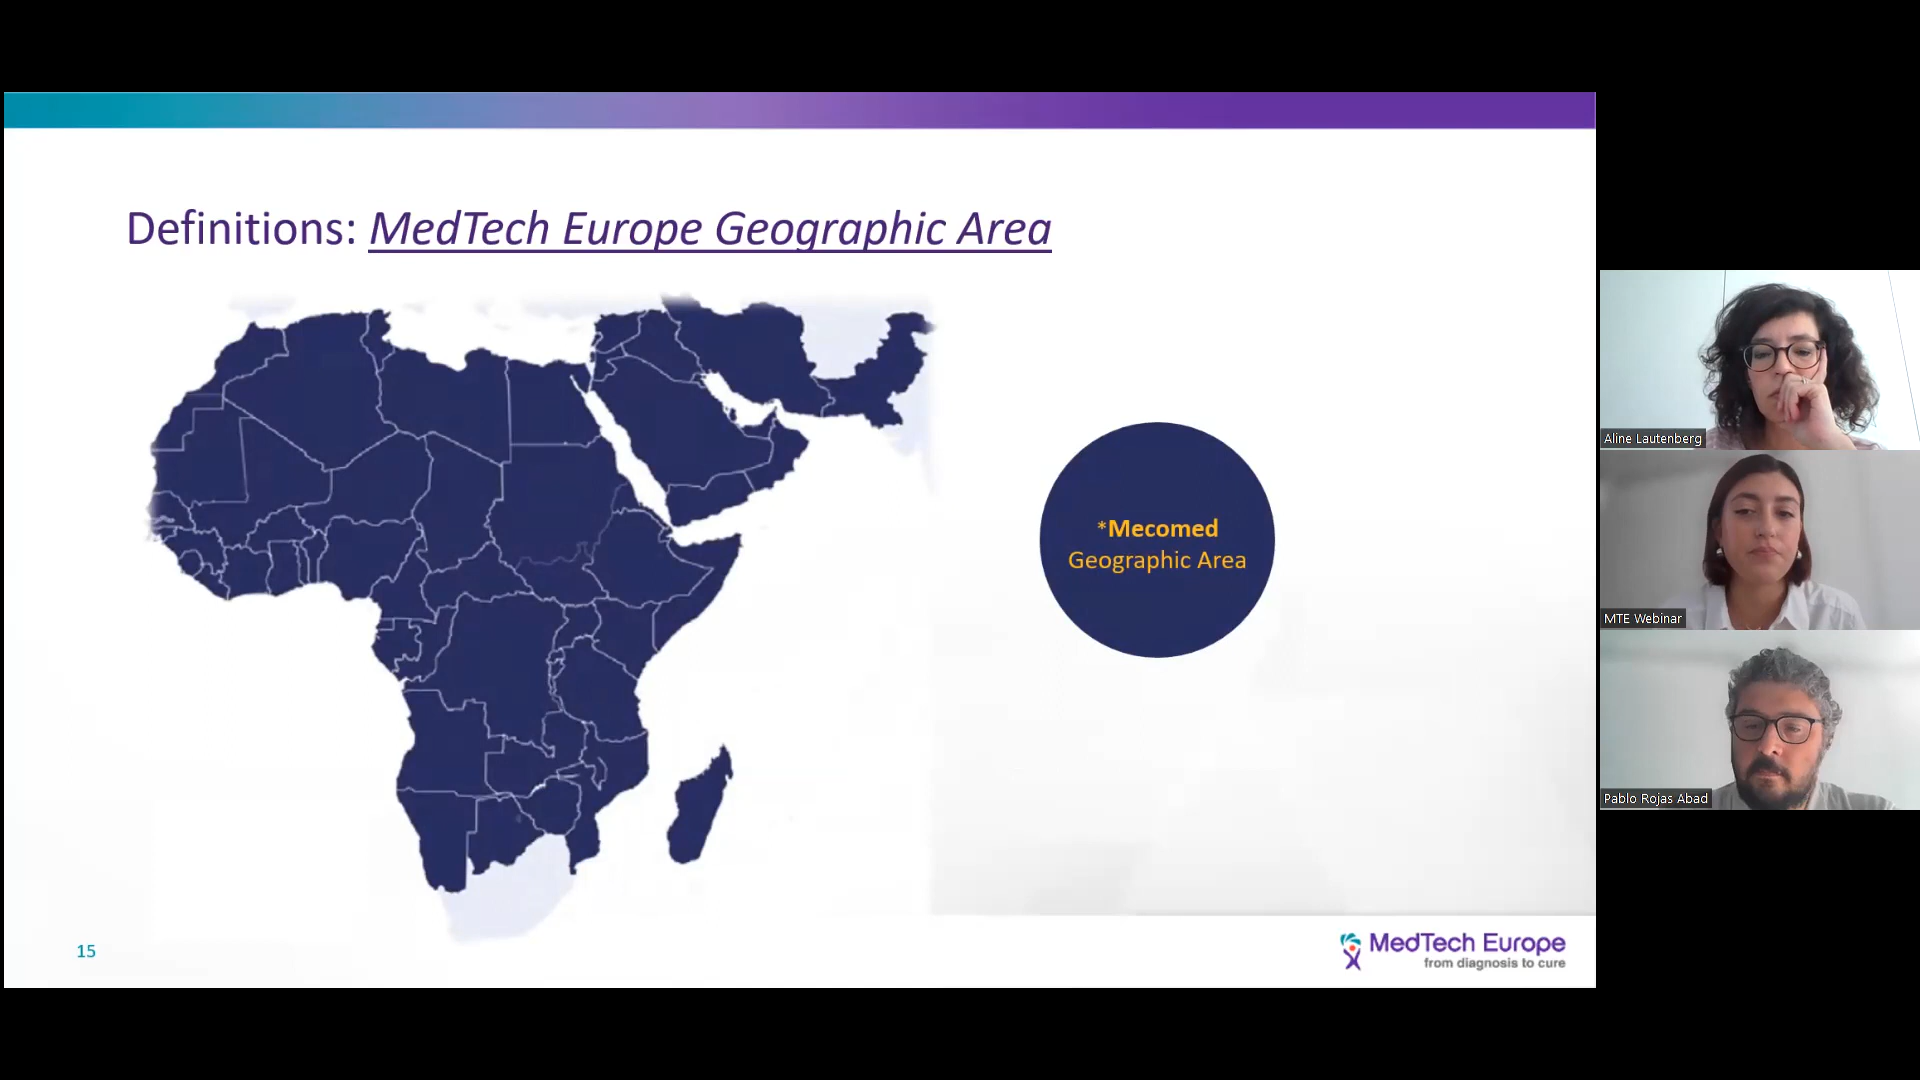 Definitions: MedTech Europe Geographic Area
*Mecomed
Geographic Area
15
MedTech Europe
from diagnosis to cure
Aline Lautenberg
MTE Webinar
Pablo Rojas Abad